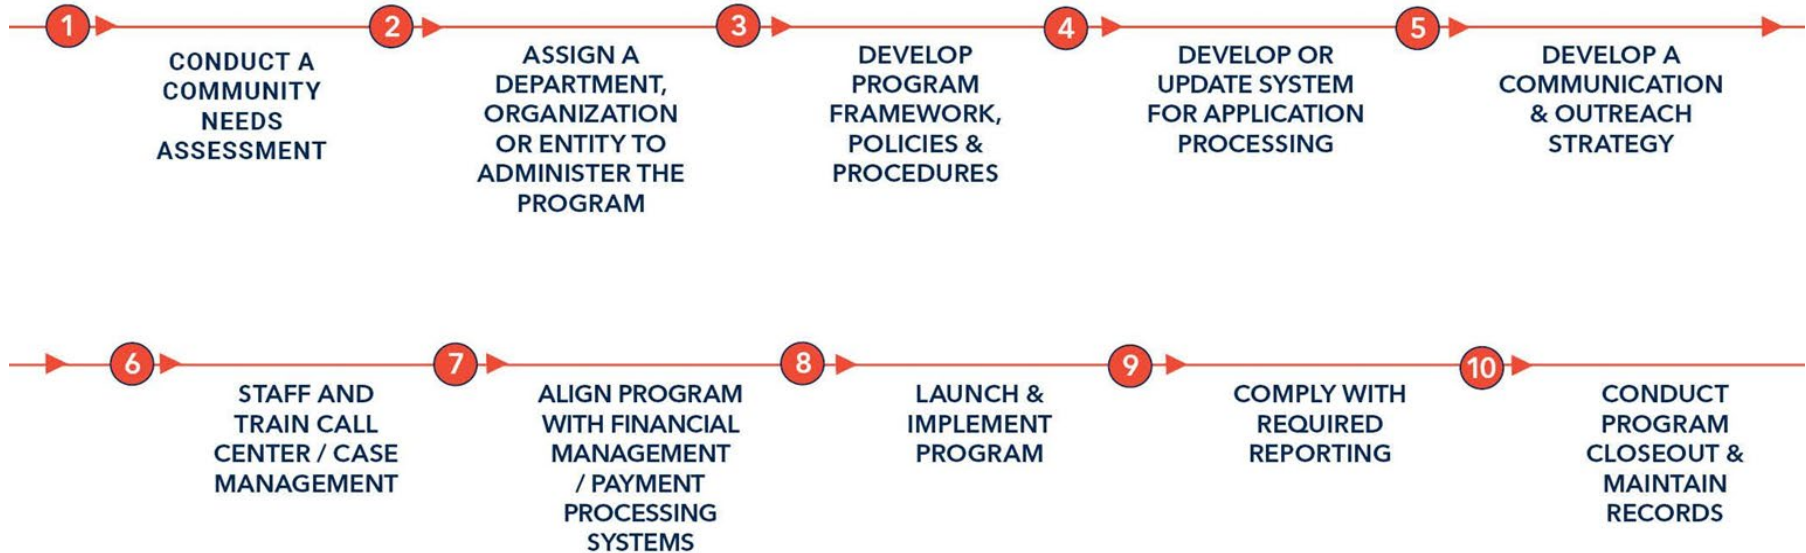 1
CONDUCT A
COMMUNITY
NEEDS
ASSESSMENT
2
ASSIGN A
DEPARTMENT,
ORGANIZATION
OR ENTITY TO
ADMINISTER THE
PROGRAM
3
DEVELOP
PROGRAM
FRAMEWORK,
POLICIES &
PROCEDURES
4
DEVELOP OR
UPDATE SYSTEM
FOR APPLICATION
PROCESSING
5
DEVELOP A
COMMUNICATION
& OUTREACH
STRATEGY
6
STAFF AND
TRAIN CALL
CENTER / CASE
MANAGEMENT
7
ALIGN PROGRAM
WITH FINANCIAL
MANAGEMENT
/ PAYMENT
PROCESSING
SYSTEMS
8
LAUNCH &
IMPLEMENT
PROGRAM
9
COMPLY WITH
REQUIRED
REPORTING
10
CONDUCT
PROGRAM
CLOSEOUT &
MAINTAIN
RECORDS